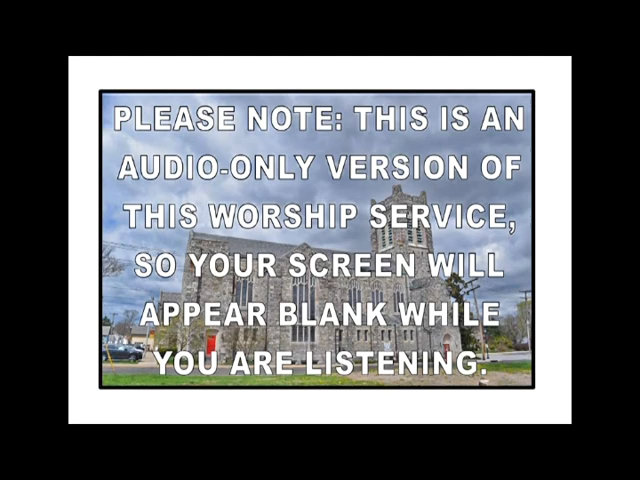 PLEASE NOTE: THIS IS AN
AUDIO-ONLY VERSION OF
THIS WORSHIP SERVICE,
SO YOUR SCREEN WILL
APPEAR BLANK WHILE
YOU ARE LISTENING.